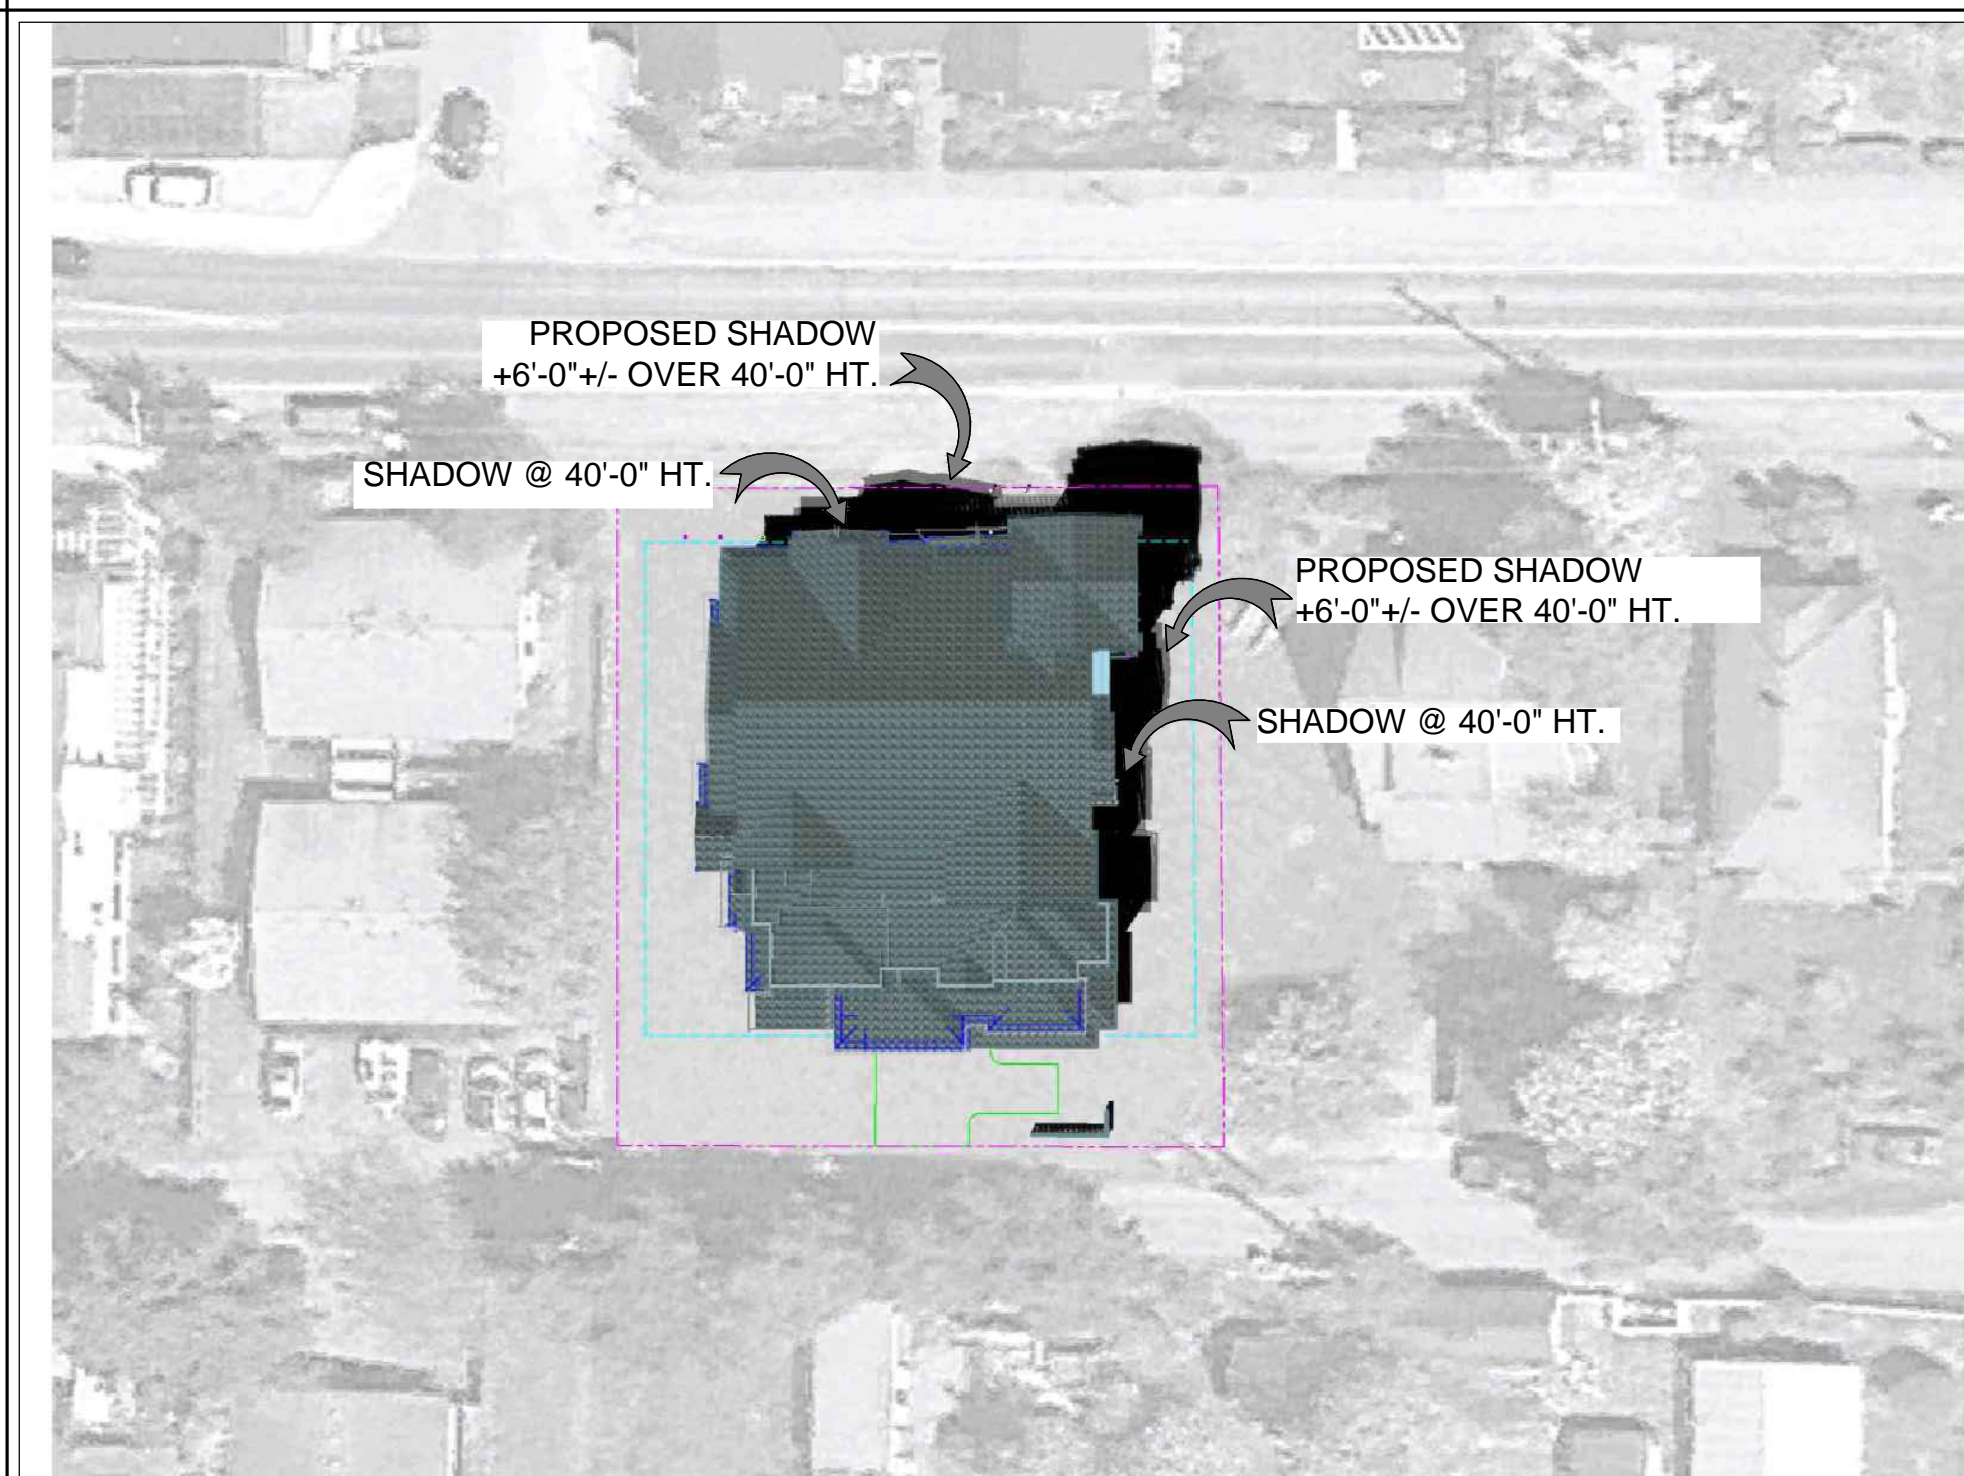 PROPOSED SHADOW
+6'-0"+/- OVER 40'-0" HT.
SHADOW @ 40'-0" HT.
PROPOSED SHADOW
+6'-0"+/- OVER 40'-0" HT.
SHADOW @ 40'-0" HT.